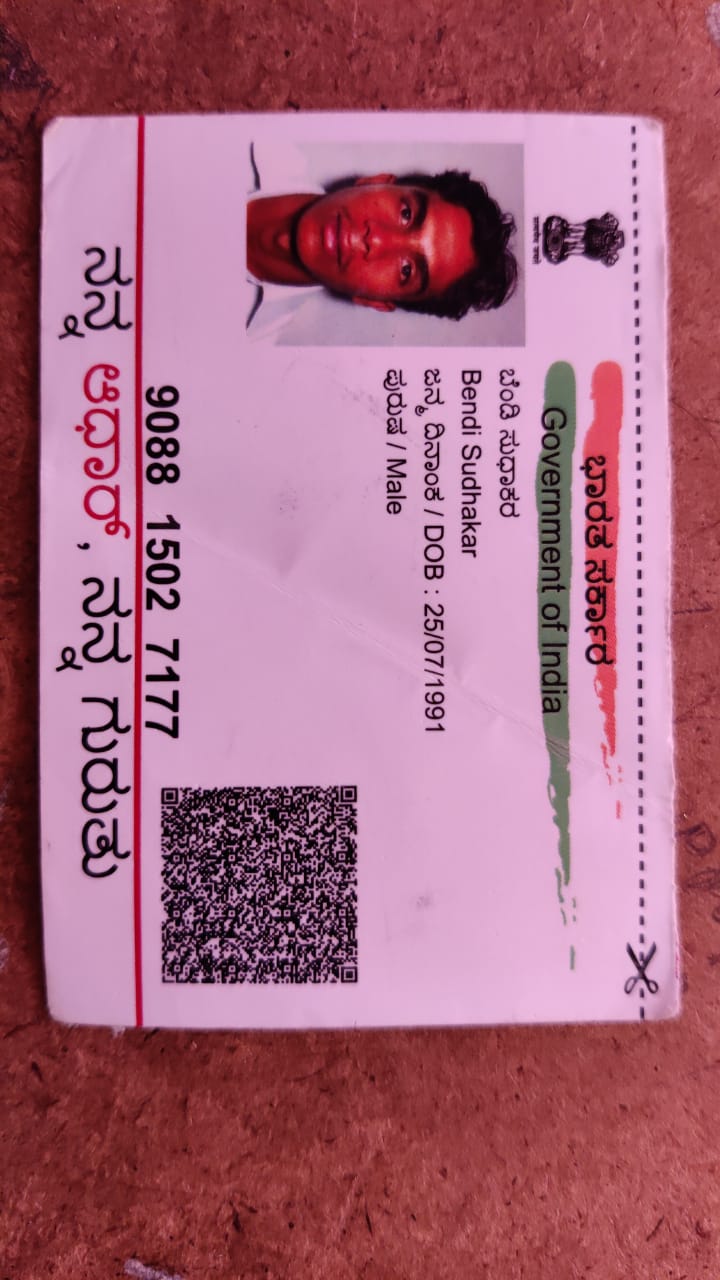 ಭಾರತ ಸರ್ಕಾರ
Government of India
ಬೆಂಡಿ ಸುಧಾಕರ
Bendi Sudhakar
ಜನ್ಮ ದಿನಾಂಕ / DOB : 25/07/1991
ಪುರುಷ / Male
9088 1502 7177
ನನ್ನ ಆಧಾರ್, ನನ್ನ ಗುರುತು